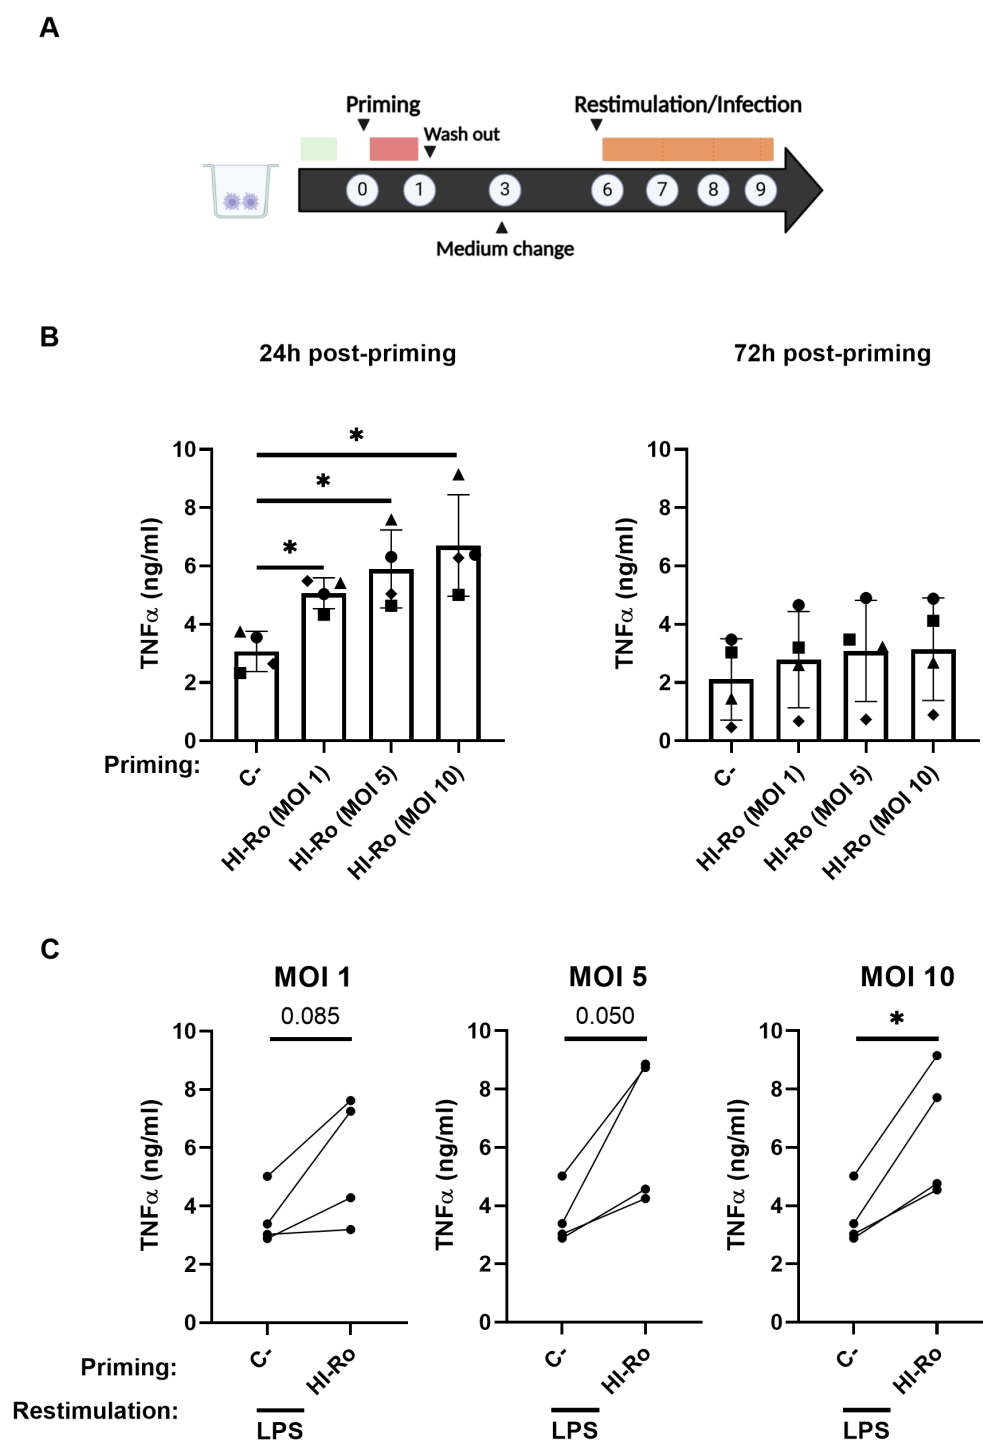 A
Priming
Restimulation/Infection
Wash out
0 1 3 6 7 8 9
Medium change
B
24h post-priming
72h post-priming
TNFα (ng/ml)
10
8
6
4
2
0
* * *
Priming:
C-
HI-Ro (MOI 1)
HI-Ro (MOI 5)
HI-Ro (MOI 10)
TNFα (ng/ml)
10
8
6
4
2
0
C-
HI-Ro (MOI 1)
HI-Ro (MOI 5)
HI-Ro (MOI 10)
C
MOI 1
0.085
TNFα (ng/ml)
10
8
6
4
2
0
C-
HI-Ro
LPS
MOI 5
0.050
TNFα (ng/ml)
10
8
6
4
2
0
C-
HI-Ro
LPS
MOI 10
*
TNFα (ng/ml)
10
8
6
4
2
0
C-
HI-Ro
LPS
Priming:
Restimulation: